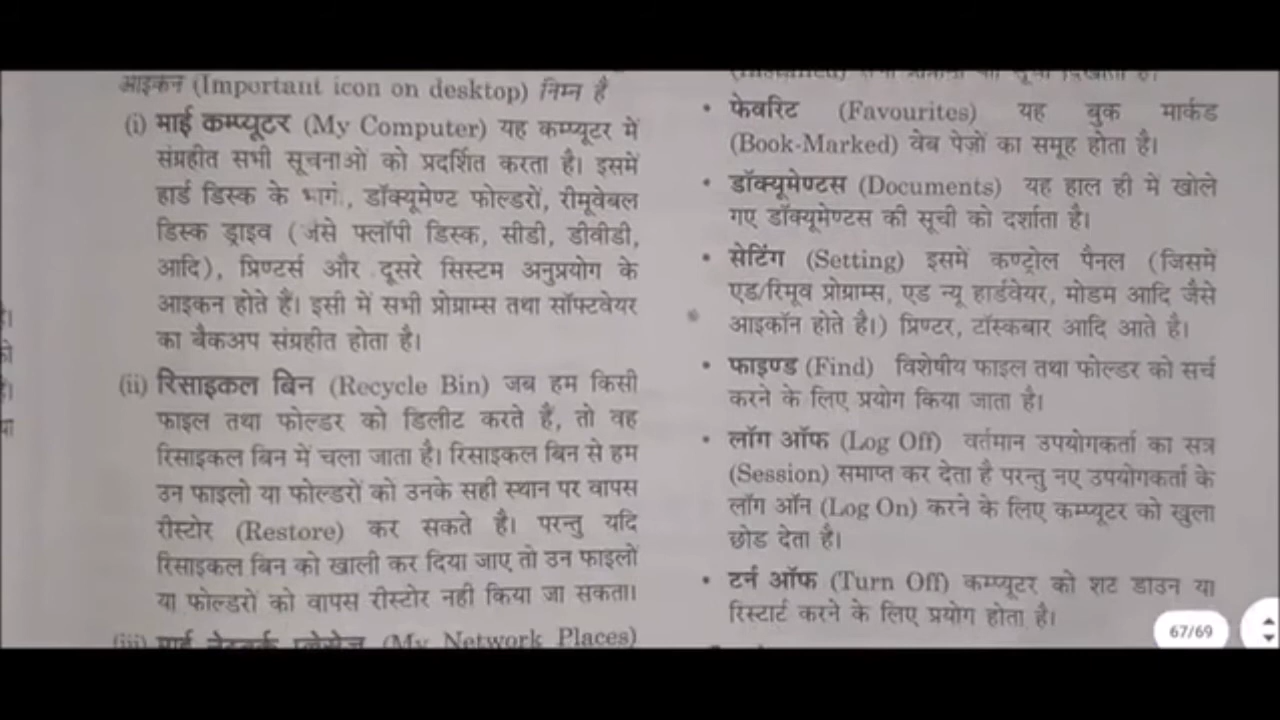 आइकन (Important icon on desktop) निम्न है
(i) माई कम्प्यूटर (My Computer) यह कम्प्यूटर में
संग्रहीत सभी सूचनाओं को प्रदर्शित करता है। इसमें
हार्ड डिस्क के भागों, डॉक्यूमेण्ट फोल्डरों, रीमूवेबल
डिस्क ड्राइव (जैसे फ्लॉपी डिस्क, सीडी, डीवीडी,
आदि), प्रिण्टर्स और दूसरे सिस्टम अनुप्रयोग के
आइकन होते हैं। इसी में सभी प्रोग्राम्स तथा सॉफ्टवेयर
का बैकअप संग्रहीत होता है।
(ii) रिसाइकल बिन (Recycle Bin) जब हम किसी
फाइल तथा फोल्डर को डिलीट करते हैं, तो वह
रिसाइकल बिन में चला जाता है। रिसाइकल बिन से हम
उन फाइलो या फोल्डरों को उनके सही स्थान पर वापस
रीस्टोर (Restore) कर सकते है। परन्तु यदि
रिसाइकल बिन को खाली कर दिया जाए तो उन फाइलों
या फोल्डरों को वापस रीस्टोर नही किया जा सकता।
(iii) माई नेटवर्क प्लेसेज (My Network Places)
• फेवरिट (Favourites) यह बुक मार्कड
(Book-Marked) वेब पेज़ों का समूह होता है।
• डॉक्यूमेण्टस (Documents) यह हाल ही में खोले
गए डॉक्यूमेण्टस की सूची को दर्शाता है।
• सेटिंग (Setting) इसमें कण्ट्रोल पैनल (जिसमें
एड/रिमूव प्रोग्राम्स, एड न्यू हार्डवेयर, मोडम आदि जैसे
आइकॉन होते है।) प्रिण्टर, टॉस्कबार आदि आते है।
• फाइण्ड (Find) विशेषीय फाइल तथा फोल्डर को सर्च
करने के लिए प्रयोग किया जाता है।
• लॉग ऑफ (Log Off) वर्तमान उपयोगकर्ता का सत्र
(Session) समाप्त कर देता है परन्तु नए उपयोगकर्ता के
लॉग ऑन (Log On) करने के लिए कम्प्यूटर को खुला
छोड देता है।
• टर्न ऑफ (Turn Off) कम्प्यूटर को शट डाउन या
रिस्टार्ट करने के लिए प्रयोग होता है।
67/69